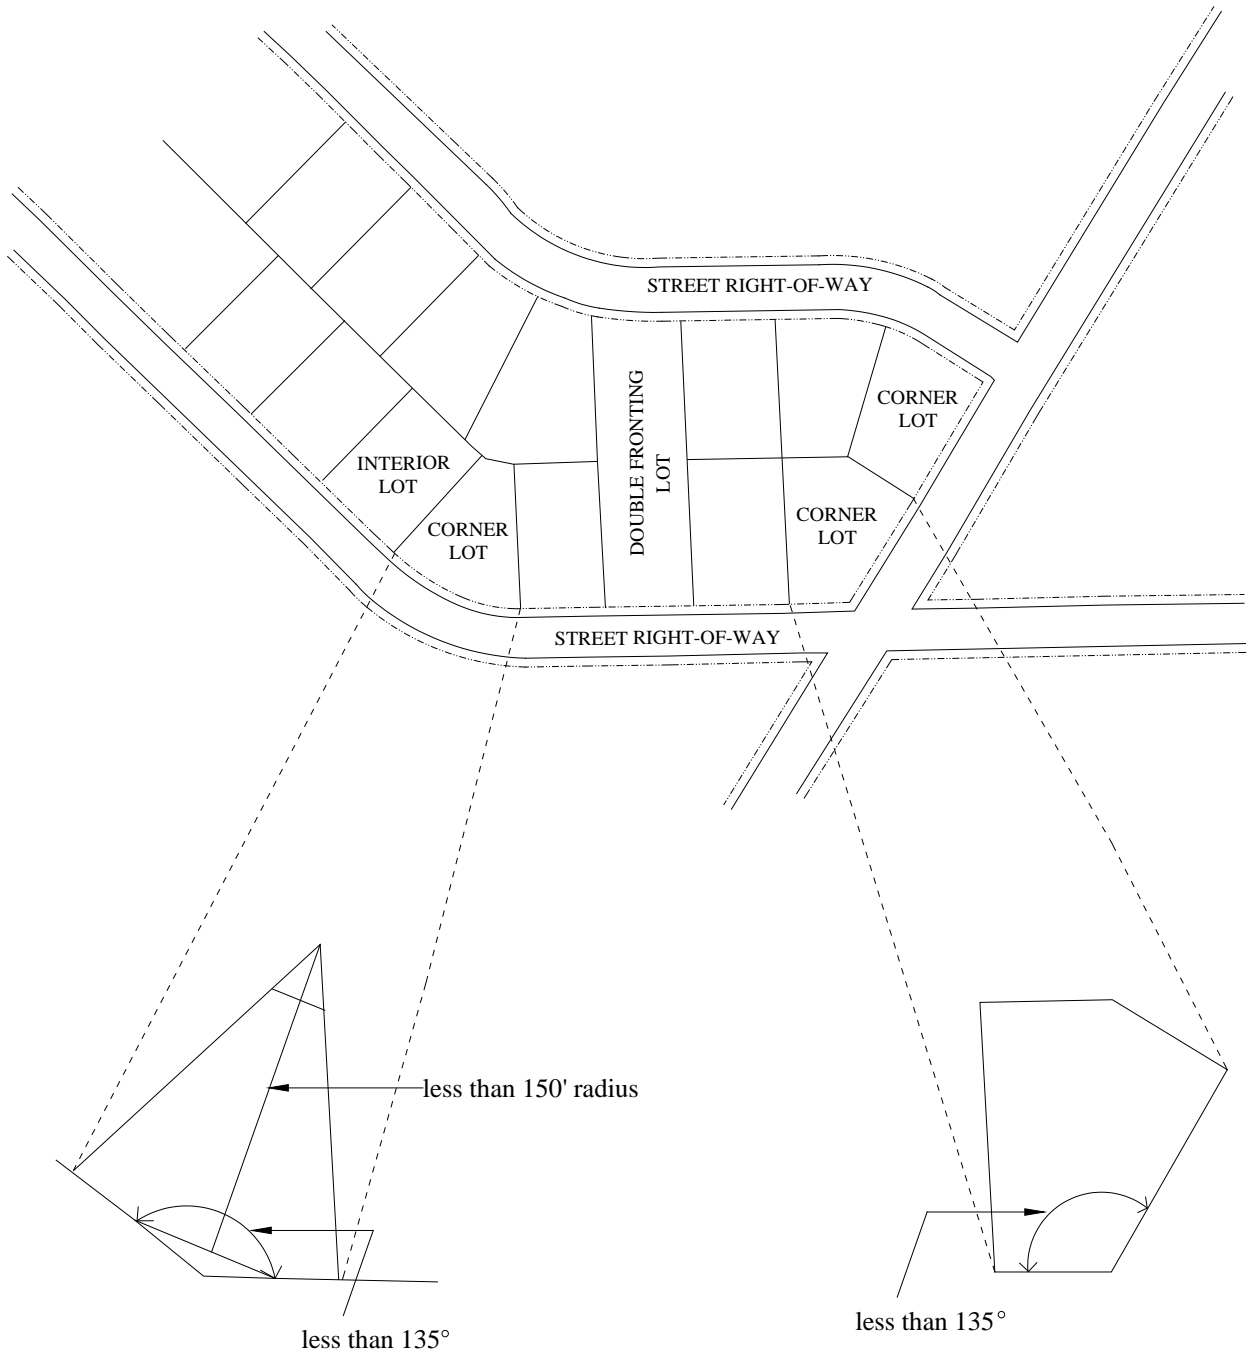 STREET RIGHT-OF-WAY
CORNER
LOT
DOUBLE FRONTING
LOT
INTERIOR
LOT
CORNER
LOT
CORNER
LOT
STREET RIGHT-OF-WAY
less than 150' radius
less than 135°
less than 135°